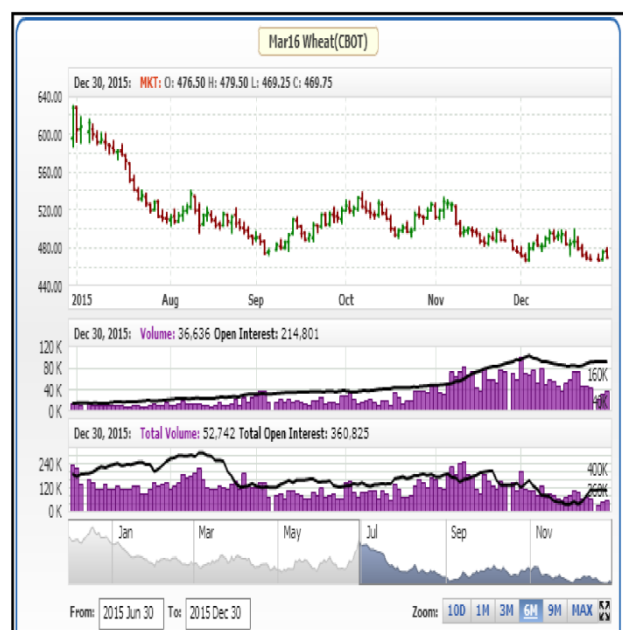 Mar16 Wheat(CBOT)
Dec 30, 2015: MKT: O: 476.50 H: 479.50 L: 469.25 C: 469.75
640.00
600.00
560.00
520.00
480.00
440.00
2015 Aug Sep Oct Nov Dec
Dec 30, 2015: Volume: 36,636 Open Interest: 214,801
120 K
80 K
40 K
0 K
160K
Dec 30, 2015: Total Volume: 52,742 Total Open Interest: 360,825
240 K
120 K
0 K
400K
360K
Jan Mar May Jul Sep Nov
From: 2015 Jun 30 To: 2015 Dec 30 Zoom: 10D 1M 3M 6M 9M MAX